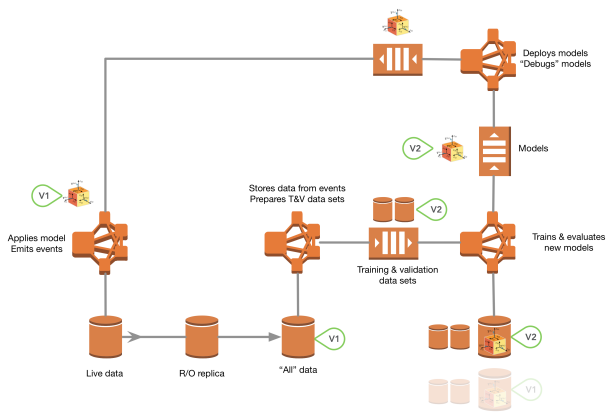 Deploys models
"Debugs" models
V2
Models
V1
Stores data from events
Prepares T&V data sets
V2
Applies model
Emits events
Trains & evaluates
new models
Training & validation
data sets
V1
V2
Live data
R/O replica
"All" data
V1